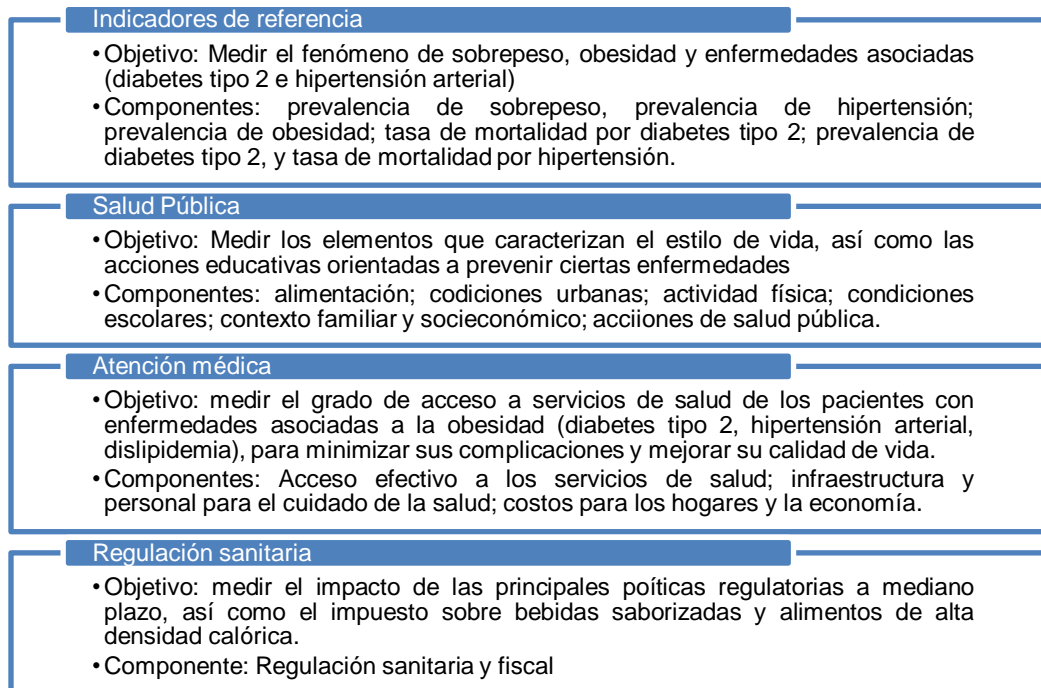 Indicadores de referencia
•Objetivo: Medir el fenómeno de sobrepeso, obesidad y enfermedades asociadas
(diabetes tipo 2 e hipertensión arterial)
•Componentes: prevalencia de sobrepeso, prevalencia de hipertensión;
prevalencia de obesidad; tasa de mortalidad por diabetes tipo 2; prevalencia de
diabetes tipo 2, y tasa de mortalidad por hipertensión.
Salud Pública
•Objetivo: Medir los elementos que caracterizan el estilo de vida, así como las
acciones educativas orientadas a prevenir ciertas enfermedades
•Componentes: alimentación; codiciones urbanas; actividad física; condiciones
escolares; contexto familiar y socieconómico; acciiones de salud pública.
Atención médica
•Objetivo: medir el grado de acceso a servicios de salud de los pacientes con
enfermedades asociadas a la obesidad (diabetes tipo 2, hipertensión arterial,
dislipidemia), para minimizar sus complicaciones y mejorar su calidad de vida.
•Componentes: Acceso efectivo a los servicios de salud; infraestructura y
personal para el cuidado de la salud; costos para los hogares y la economía.
Regulación sanitaria
•Objetivo: medir el impacto de las principales poíticas regulatorias a mediano
plazo, así como el impuesto sobre bebidas saborizadas y alimentos de alta
densidad calórica.
•Componente: Regulación sanitaria y fiscal